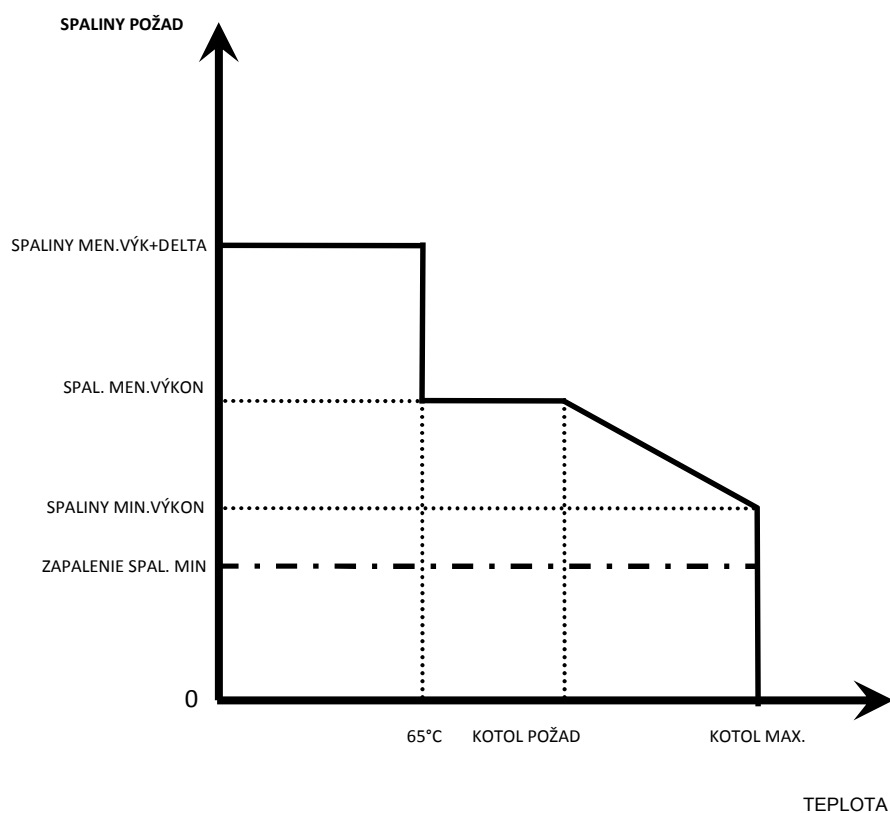 SPALINY POŽAD
SPALINY MEN.VÝK+DELTA
SPAL. MEN.VÝKON
SPALINY MIN.VÝKON
ZAPALENIE SPAL. MIN
0
65°C KOTOL POŽAD KOTOL MAX.
TEPLOTA